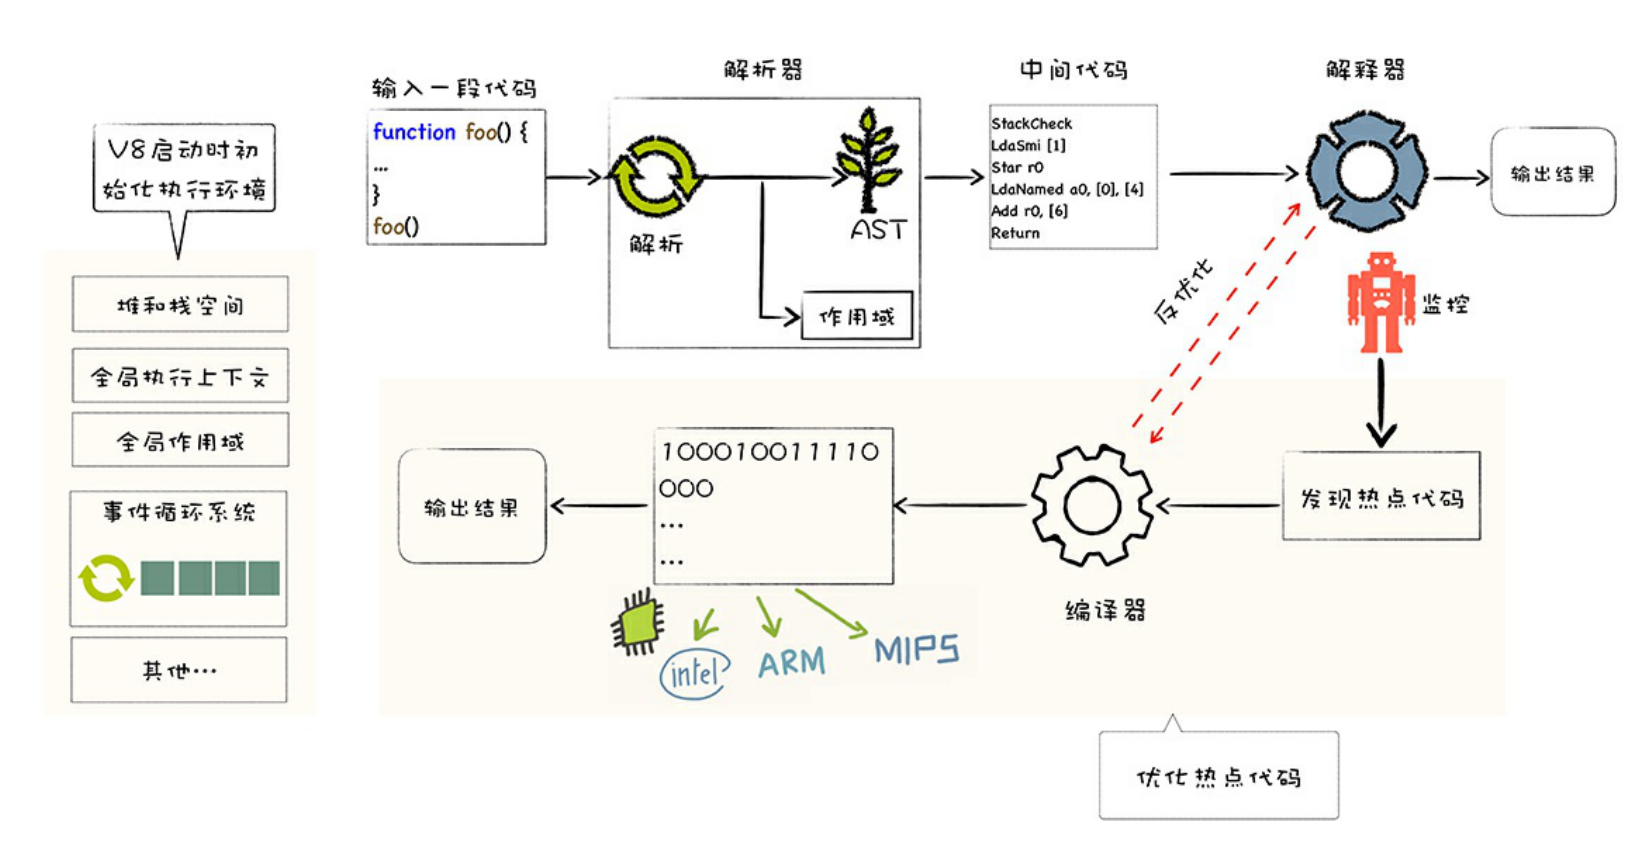 V8启动时初
始化执行环境
堆和栈空间
全局执行上下文
全局作用域
事件循环系统
其他…
输入一段代码
function foo() {
...
}
foo()
解析器
解析
AST
作用域
中间代码
StackCheck
LdaSmi [1]
Star r0
LdaNamed a0, [0], [4]
Add r0, [6]
Return
解释器
输出结果
反优化
监控
发现热点代码
编译器
100010011110
000
...
...
输出结果
intel
ARM
MIPS
优化热点代码